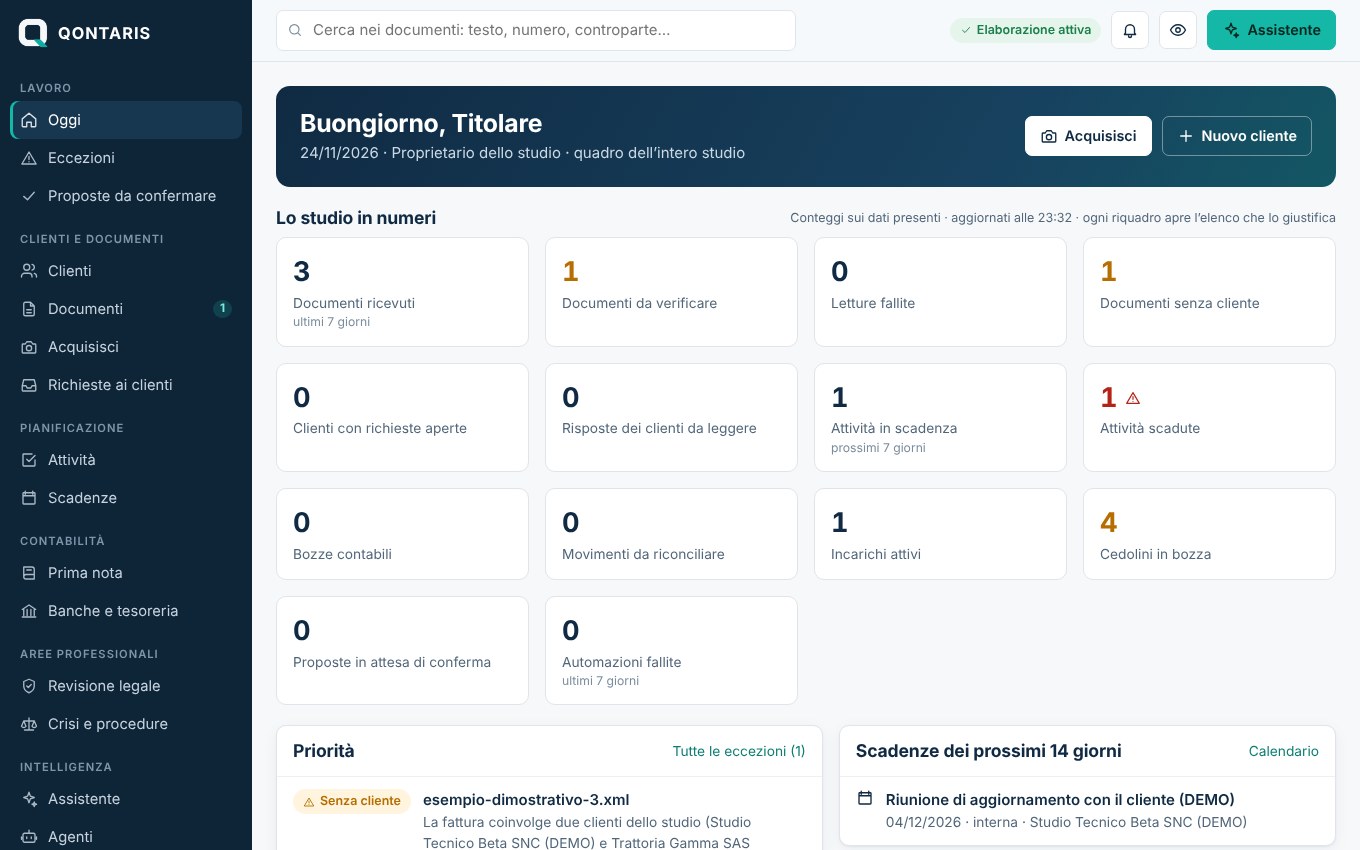 QONTARIS
Cerca nei documenti: testo, numero, controparte...
Elaborazione attiva
Assistente
LAVORO
Oggi
Eccezioni
Proposte da confermare
CLIENTI E DOCUMENTI
Clienti
Documenti 1
Acquisisci
Richieste ai clienti
PIANIFICAZIONE
Attività
Scadenze
CONTABILITÀ
Prima nota
Banche e tesoreria
AREE PROFESSIONALI
Revisione legale
Crisi e procedure
INTELLIGENZA
Assistente
Agenti
Buongiorno, Titolare
24/11/2026 · Proprietario dello studio · quadro dell’intero studio
Acquisisci
Nuovo cliente
Lo studio in numeri
Conteggi sui dati presenti · aggiornati alle 23:32 · ogni riquadro apre l’elenco che lo giustifica
3
Documenti ricevuti
ultimi 7 giorni
1
Documenti da verificare
0
Letture fallite
1
Documenti senza cliente
0
Clienti con richieste aperte
0
Risposte dei clienti da leggere
1
Attività in scadenza
prossimi 7 giorni
1
Attività scadute
0
Bozze contabili
0
Movimenti da riconciliare
1
Incarichi attivi
4
Cedolini in bozza
0
Proposte in attesa di conferma
0
Automazioni fallite
ultimi 7 giorni
Priorità
Tutte le eccezioni (1)
Senza cliente
esempio-dimostrativo-3.xml
La fattura coinvolge due clienti dello studio (Studio
Tecnico Beta SNC (DEMO) e Trattoria Gamma SAS
Scadenze dei prossimi 14 giorni
Calendario
Riunione di aggiornamento con il cliente (DEMO)
04/12/2026 · interna · Studio Tecnico Beta SNC (DEMO)